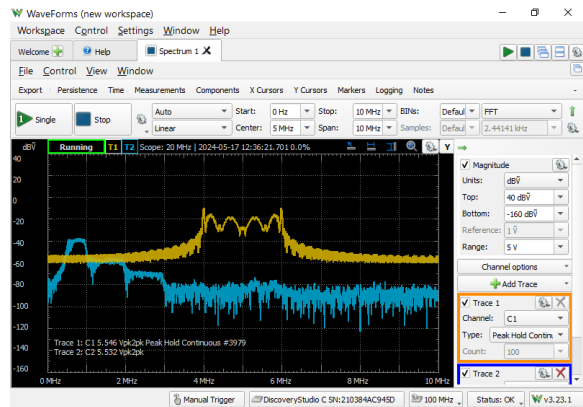 WaveForms (new workspace)
Workspace Control Settings Window Help
Welcome Help Spectrum 1
File Control View Window
Export Persistence Time Measurements Components X Cursors Y Cursors Markers Logging Notes
Single Stop Auto Start: 0 Hz Stop: 10 MHz BINs: Defaul FFT
Linear Center: 5 MHz Span: 10 MHz Samples: Defaul 2.44141 kHz
dBṼ Running T1 T2 Scope: 20 MHz | 2024-05-17 12:36:21.701 0.0% Y
40
20
0
-20
-40
-60
-80
-100
-120
-140
-160
Trace 1: C1 5.546 Vpk2pk Peak Hold Continuous #3979
Trace 2: C2 5.532 Vpk2pk
0 MHz 2 MHz 4 MHz 6 MHz 8 MHz 10 MHz
Magnitude
Units: dBṼ
Top: 40 dBṼ
Bottom: -160 dBṼ
Reference: 1 Ṽ
Range: 5 V
Channel options
Add Trace
Trace 1
Channel: C1
Type: Peak Hold Continu
Count: 100
Trace 2
Manual Trigger DiscoveryStudio C SN:210384AC945D 100 MHz Status: OK v3.23.1